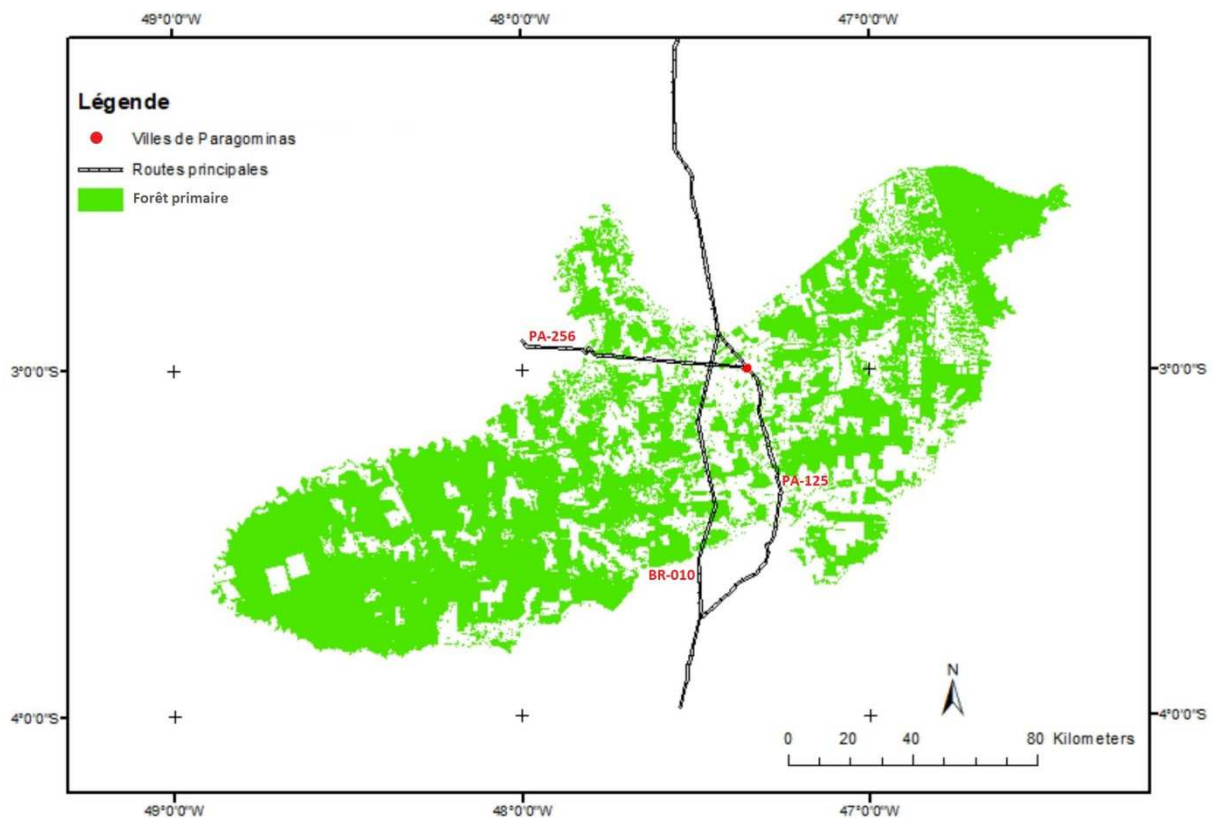 49°0'0"W 48°0'0"W 47°0'0"W
Légende
Villes de Paragominas
Routes principales
Forêt primaire
PA-256
3°0'0"S 3°0'0"S
PA-125
BR-010
N
4°0'0"S 4°0'0"S
0 20 40 80 Kilometers
49°0'0"W 48°0'0"W 47°0'0"W